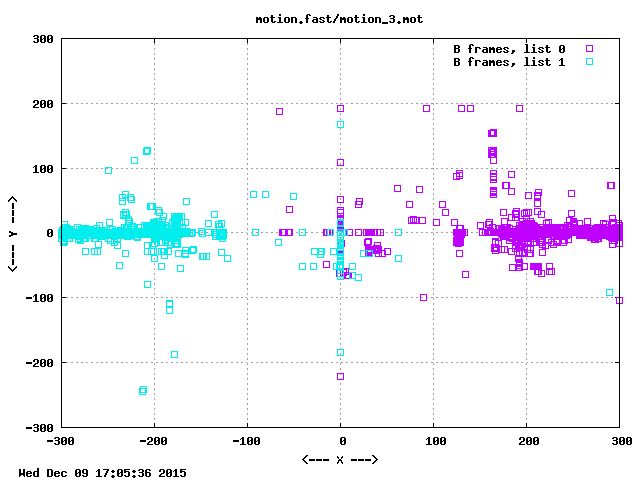 motion.fast/motion_3.mot
B frames, list 0
B frames, list 1
300
200
100
0
-100
-200
-300
<--- Y --->
-300 -200 -100 0 100 200 300
<--- X --->
Wed Dec 09 17:05:36 2015